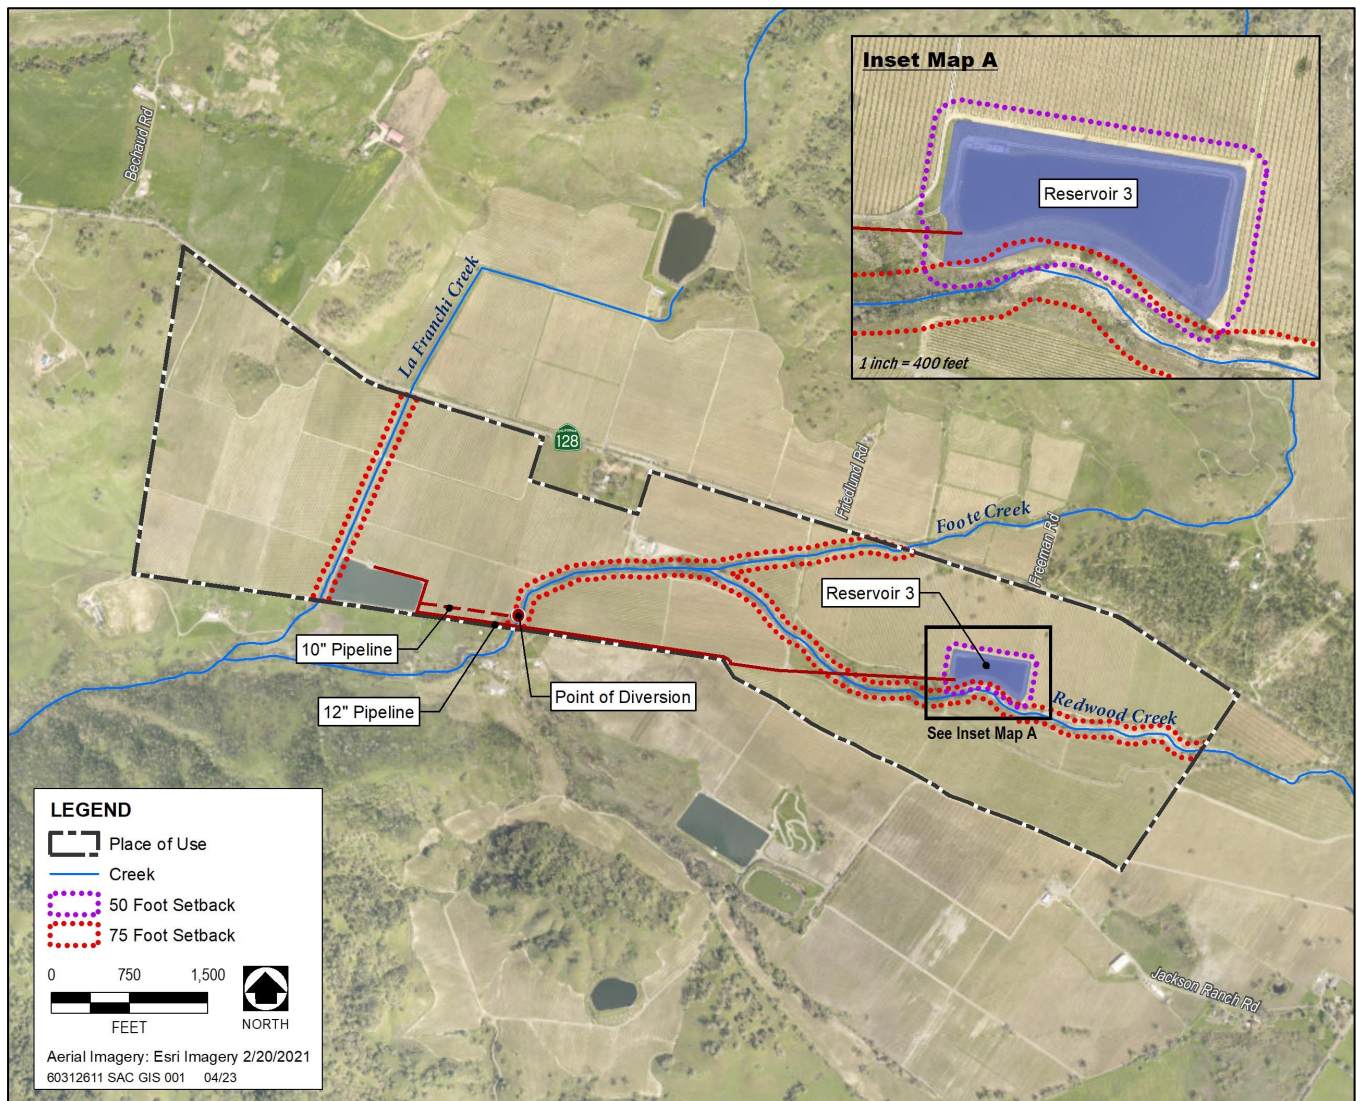 Inset Map A
Reservoir 3
1 inch = 400 feet
Bechaud Rd
La Franchi Creek
CALIFORNIA
128
Friedlund Rd
Foote Creek
Freeman Rd
Reservoir 3
10" Pipeline
12" Pipeline
Point of Diversion
Redwood Creek
See Inset Map A
Jackson Ranch Rd
LEGEND
Place of Use
Creek
50 Foot Setback
75 Foot Setback
0 750 1,500
FEET
NORTH
Aerial Imagery: Esri Imagery 2/20/2021
60312611 SAC GIS 001 04/23